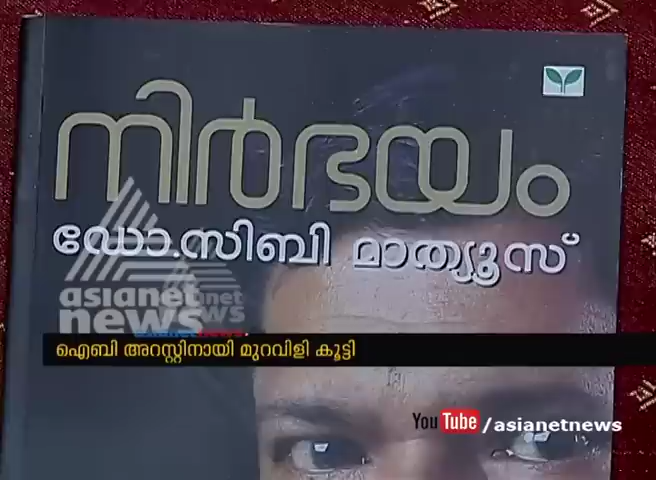 നിർഭയം
ഡോ.സിബി മാത്യൂസ്
asianet
news
ഐബി അറസ്റ്റിനായി മുറവിളി കൂട്ടി
YouTube /asianetnews